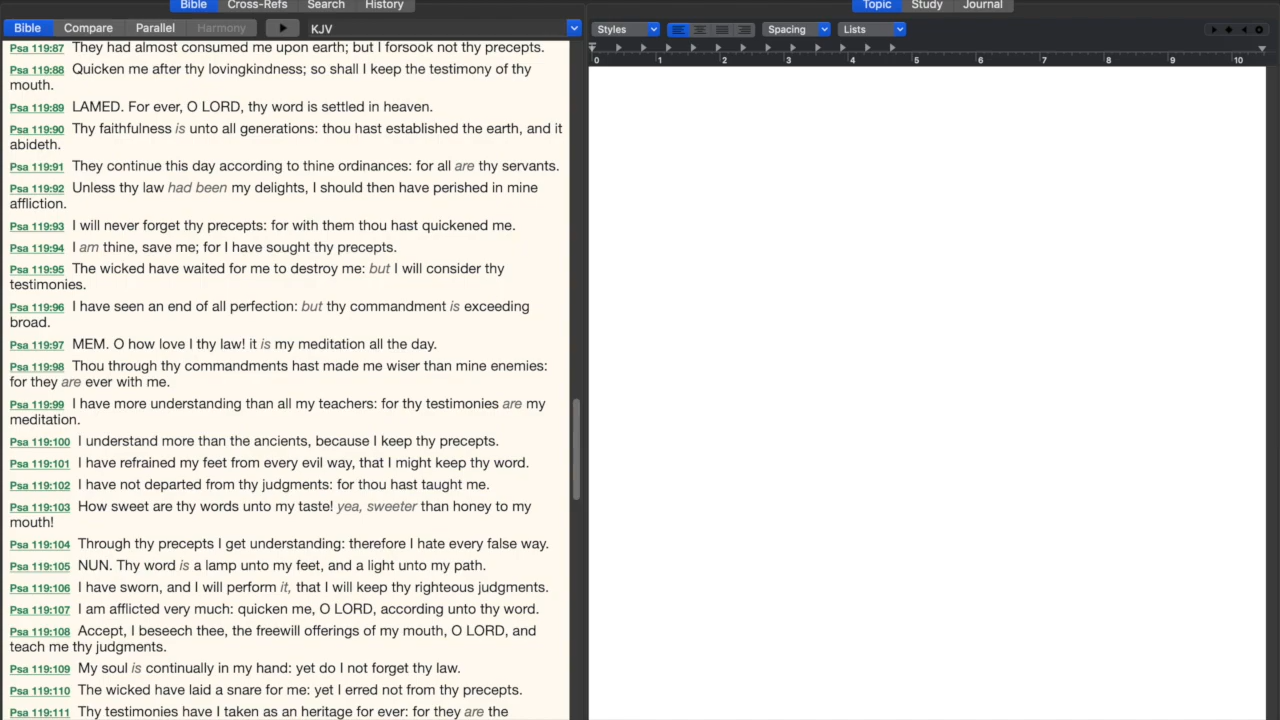 Bible Cross-Refs Search History
Topic Study Journal
Bible Compare Parallel Harmony KJV
Styles Spacing Lists
0 1 2 3 4 5 6 7 8 9 10
Psa 119:87 They had almost consumed me upon earth; but I forsook not thy precepts.
Psa 119:88 Quicken me after thy lovingkindness; so shall I keep the testimony of thy
mouth.
Psa 119:89 LAMED. For ever, O LORD, thy word is settled in heaven.
Psa 119:90 Thy faithfulness is unto all generations: thou hast established the earth, and it
abideth.
Psa 119:91 They continue this day according to thine ordinances: for all are thy servants.
Psa 119:92 Unless thy law had been my delights, I should then have perished in mine
affliction.
Psa 119:93 I will never forget thy precepts: for with them thou hast quickened me.
Psa 119:94 I am thine, save me; for I have sought thy precepts.
Psa 119:95 The wicked have waited for me to destroy me: but I will consider thy
testimonies.
Psa 119:96 I have seen an end of all perfection: but thy commandment is exceeding
broad.
Psa 119:97 MEM. O how love I thy law! it is my meditation all the day.
Psa 119:98 Thou through thy commandments hast made me wiser than mine enemies:
for they are ever with me.
Psa 119:99 I have more understanding than all my teachers: for thy testimonies are my
meditation.
Psa 119:100 I understand more than the ancients, because I keep thy precepts.
Psa 119:101 I have refrained my feet from every evil way, that I might keep thy word.
Psa 119:102 I have not departed from thy judgments: for thou hast taught me.
Psa 119:103 How sweet are thy words unto my taste! yea, sweeter than honey to my
mouth!
Psa 119:104 Through thy precepts I get understanding: therefore I hate every false way.
Psa 119:105 NUN. Thy word is a lamp unto my feet, and a light unto my path.
Psa 119:106 I have sworn, and I will perform it, that I will keep thy righteous judgments.
Psa 119:107 I am afflicted very much: quicken me, O LORD, according unto thy word.
Psa 119:108 Accept, I beseech thee, the freewill offerings of my mouth, O LORD, and
teach me thy judgments.
Psa 119:109 My soul is continually in my hand: yet do I not forget thy law.
Psa 119:110 The wicked have laid a snare for me: yet I erred not from thy precepts.
Psa 119:111 Thy testimonies have I taken as an heritage for ever: for they are the